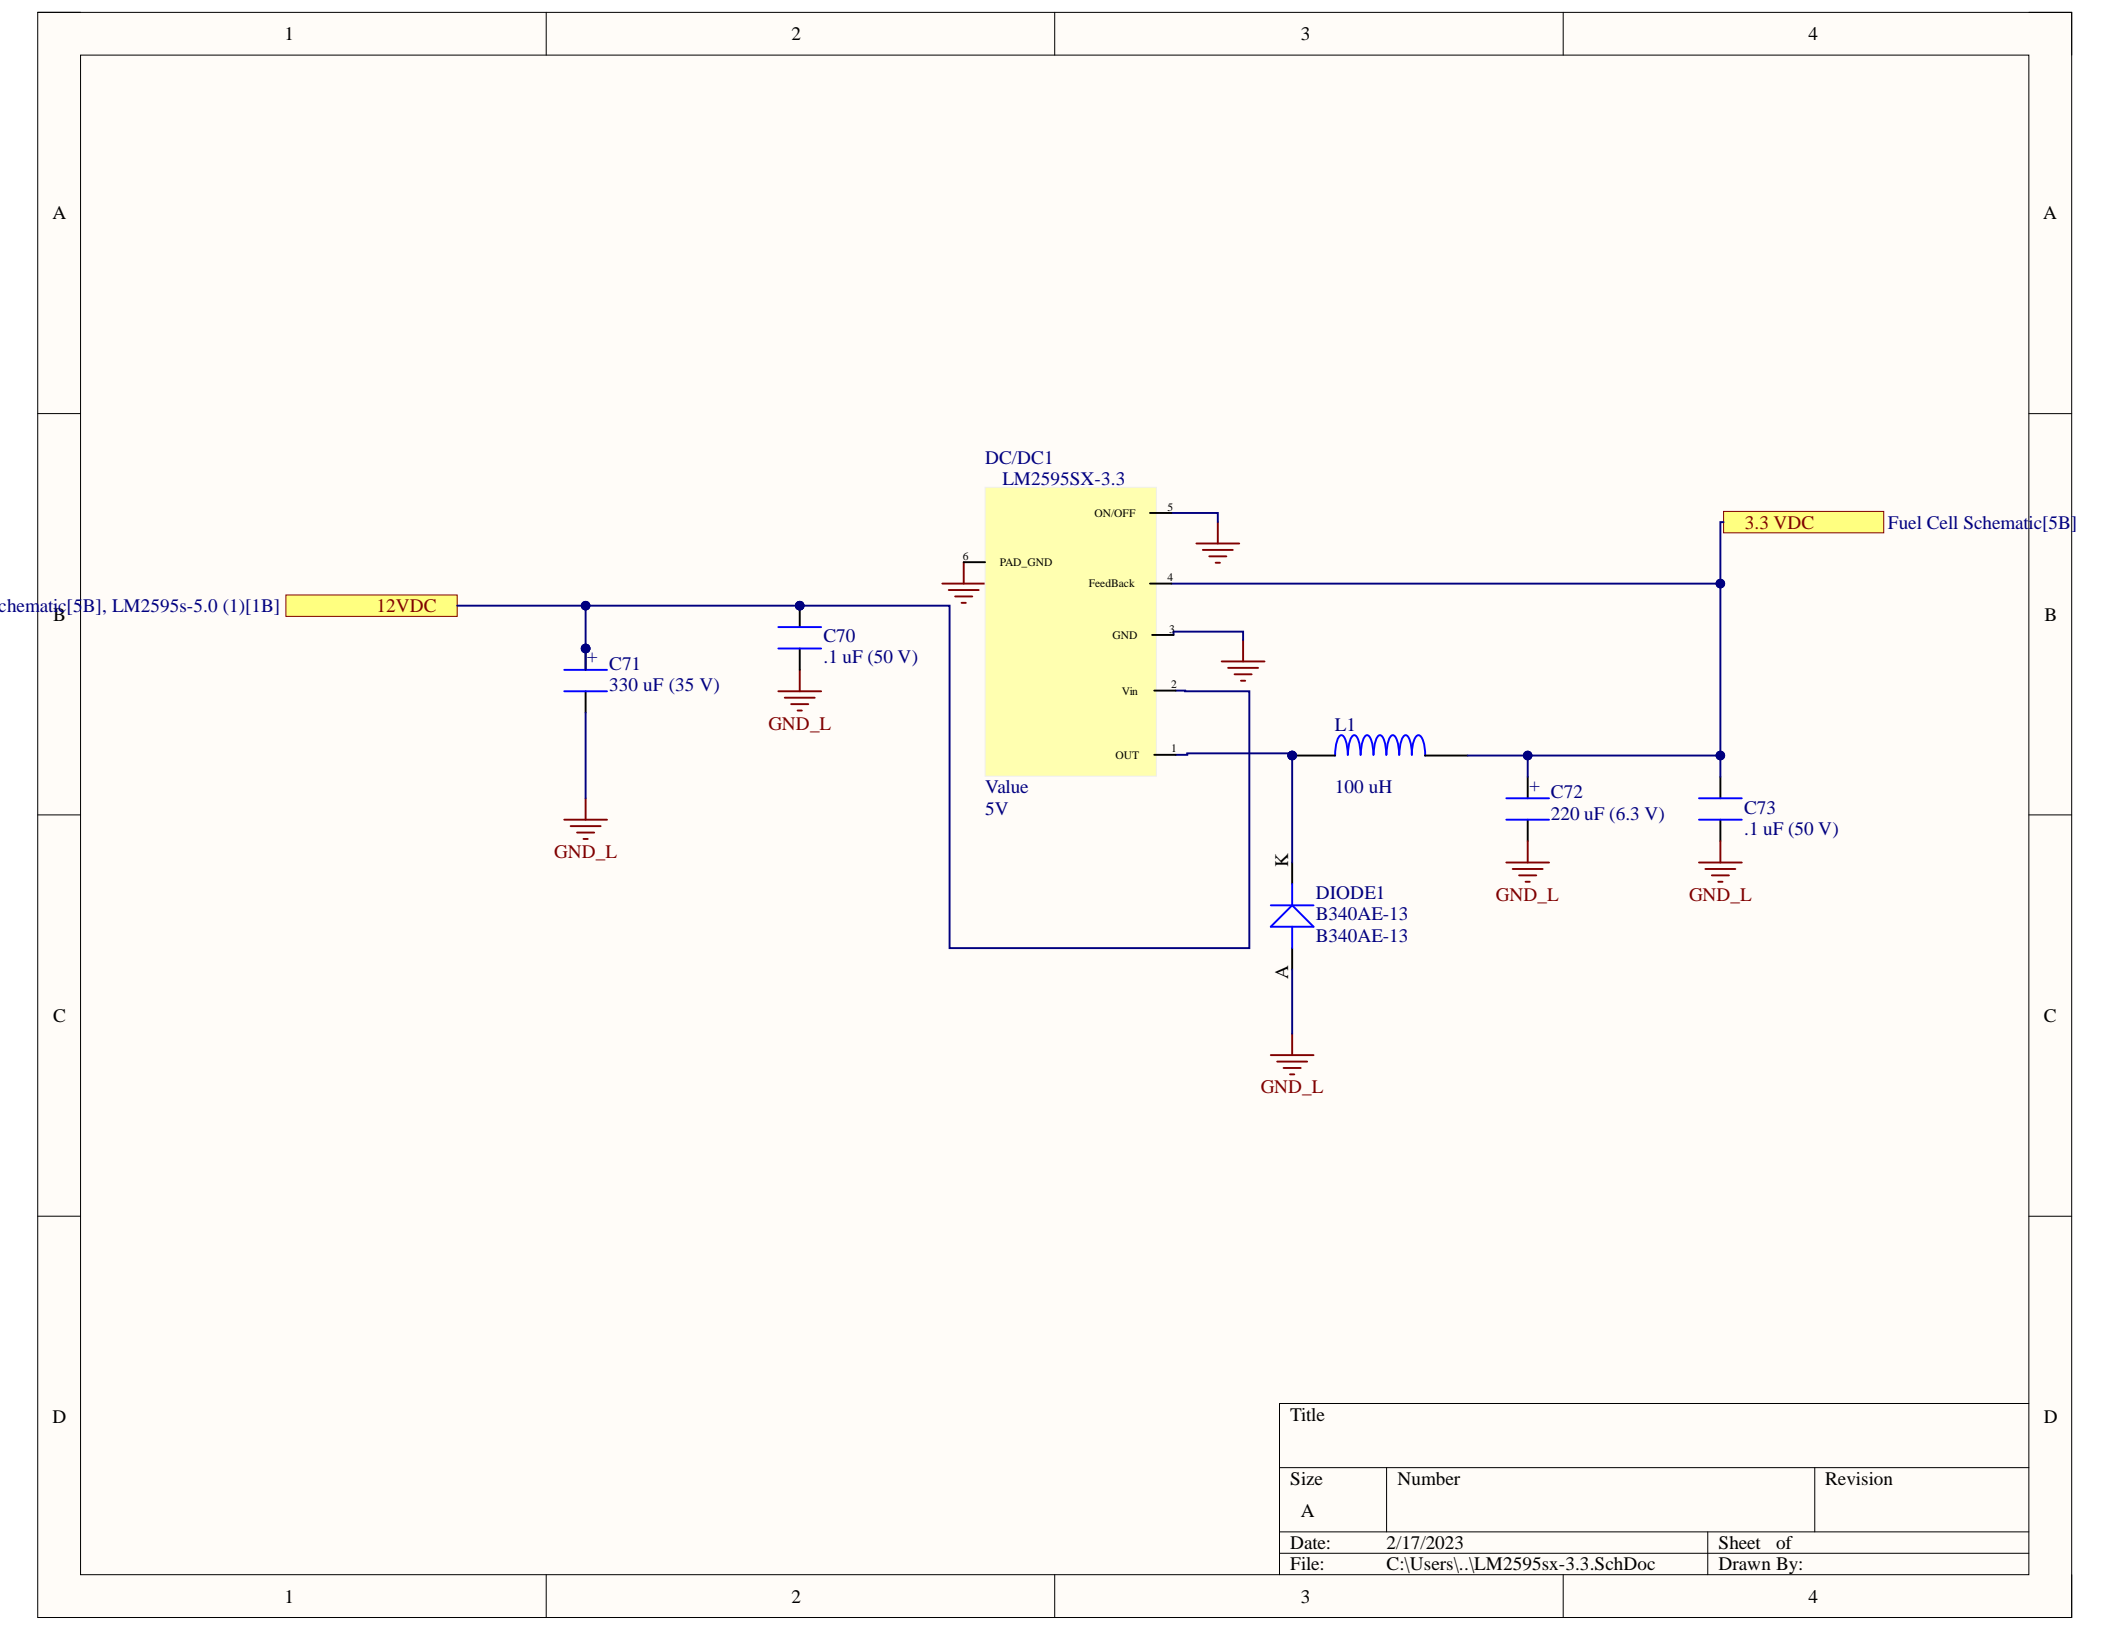 1 2 3 4
A A
DC/DC1
LM2595SX-3.3
ON/OFF 5
3.3 VDC Fuel Cell Schematic[5B]
6 PAD_GND
FeedBack 4
chematic[5B], LM2595s-5.0 (1)[1B] 12VDC
B B
GND 3
C70
.1 uF (50 V)
GND_L
+ C71
330 uF (35 V)
GND_L
Vin 2
OUT 1
Value
5V
L1
100 uH
+ C72
220 uF (6.3 V)
GND_L
C73
.1 uF (50 V)
GND_L
K
DIODE1
B340AE-13
B340AE-13
A
GND_L
C C
D D
Title
Size Number Revision
A
Date: 2/17/2023 Sheet of
File: C:\Users\..\LM2595sx-3.3.SchDoc Drawn By:
1 2 3 4